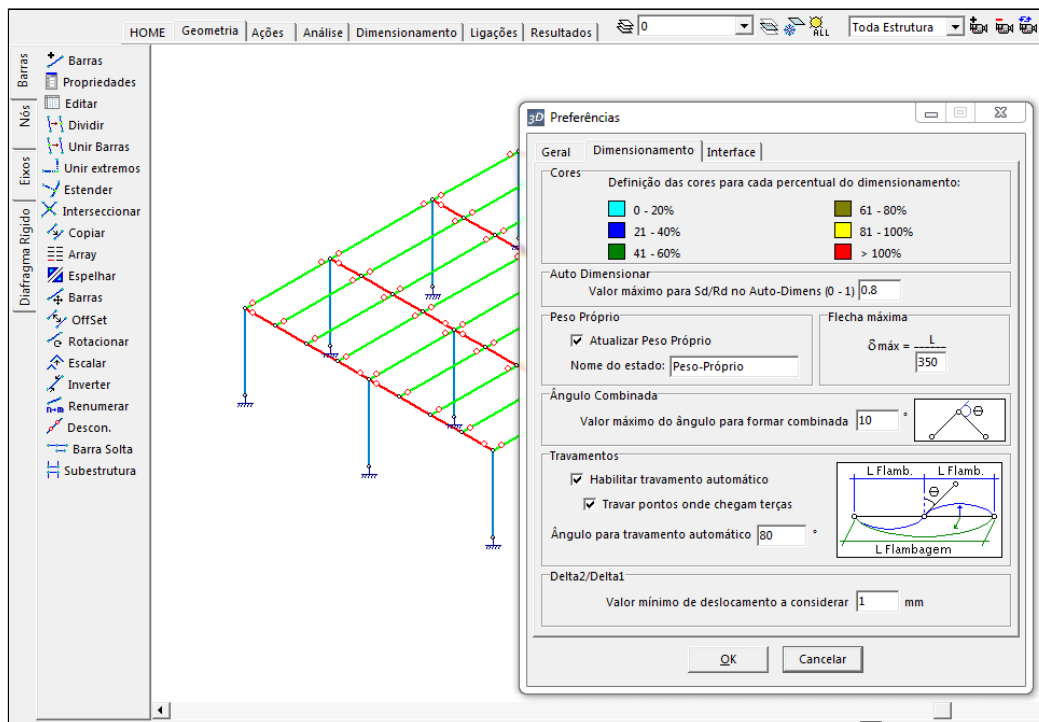 HOME Geometria Ações Análise Dimensionamento Ligações Resultados
0
ALL
Toda Estrutura
Barras
Nós
Eixos
Diafragma Rígido
Barras
Propriedades
Editar
Dividir
Unir Barras
Unir extremos
Estender
Interseccionar
Copiar
Array
Espelhar
Barras
OffSet
Rotacionar
Escalar
Inverter
n→m Renumerar
Descon.
Barra Solta
Subestrutura
3D Preferências
Geral Dimensionamento Interface
Cores
Definição das cores para cada percentual do dimensionamento:
0 - 20% 61 - 80%
21 - 40% 81 - 100%
41 - 60% > 100%
Auto Dimensionar
Valor máximo para Sd/Rd no Auto-Dimens (0 - 1) 0.8
Peso Próprio
Atualizar Peso Próprio
Nome do estado: Peso-Próprio
Flecha máxima
δ máx = L
350
Ângulo Combinada
Valor máximo do ângulo para formar combinada 10 °
θ
Travamentos
Habilitar travamento automático
Travar pontos onde chegam terças
Ângulo para travamento automático 80 °
L Flamb. L Flamb.
θ
L Flambagem
Delta2/Delta1
Valor mínimo de deslocamento a considerar 1 mm
OK Cancelar